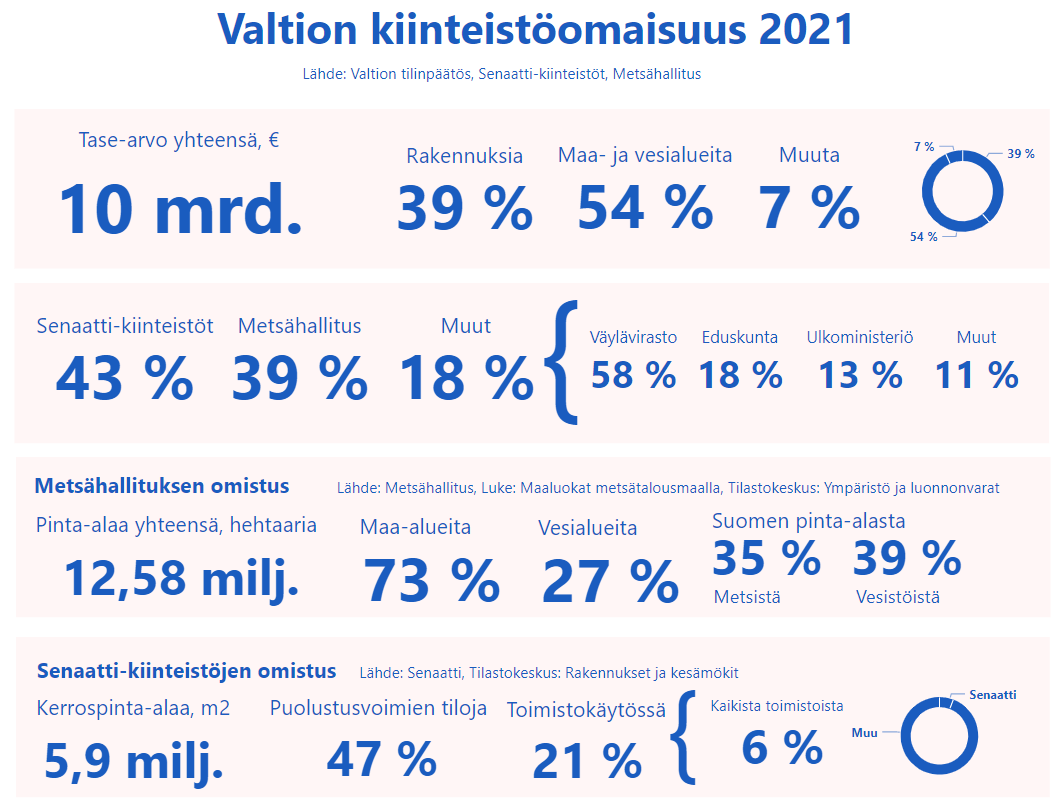 Valtion kiinteistöomaisuus 2021
Lähde: Valtion tilinpäätös, Senaatti-kiinteistöt, Metsähallitus
Tase-arvo yhteensä, €
10 mrd.
Rakennuksia
39 %
Maa- ja vesialueita
54 %
Muuta
7 %
7 %
39 %
54 %
Senaatti-kiinteistöt
43 %
Metsähallitus
39 %
Muut
18 %
{
Väylävirasto
58 %
Eduskunta
18 %
Ulkoministeriö
13 %
Muut
11 %
Metsähallituksen omistus
Lähde: Metsähallitus, Luke: Maaluokat metsätalousmaalla, Tilastokeskus: Ympäristö ja luonnonvarat
Pinta-alaa yhteensä, hehtaaria
12,58 milj.
Maa-alueita
73 %
Vesialueita
27 %
Suomen pinta-alasta
35 %
Metsistä
39 %
Vesistöistä
Senaatti-kiinteistöjen omistus
Lähde: Senaatti, Tilastokeskus: Rakennukset ja kesämökit
Kerrospinta-alaa, m2
5,9 milj.
Puolustusvoimien tiloja
47 %
Toimistokäytössä
21 %
{
Kaikista toimistoista
6 %
Senaatti
Muu